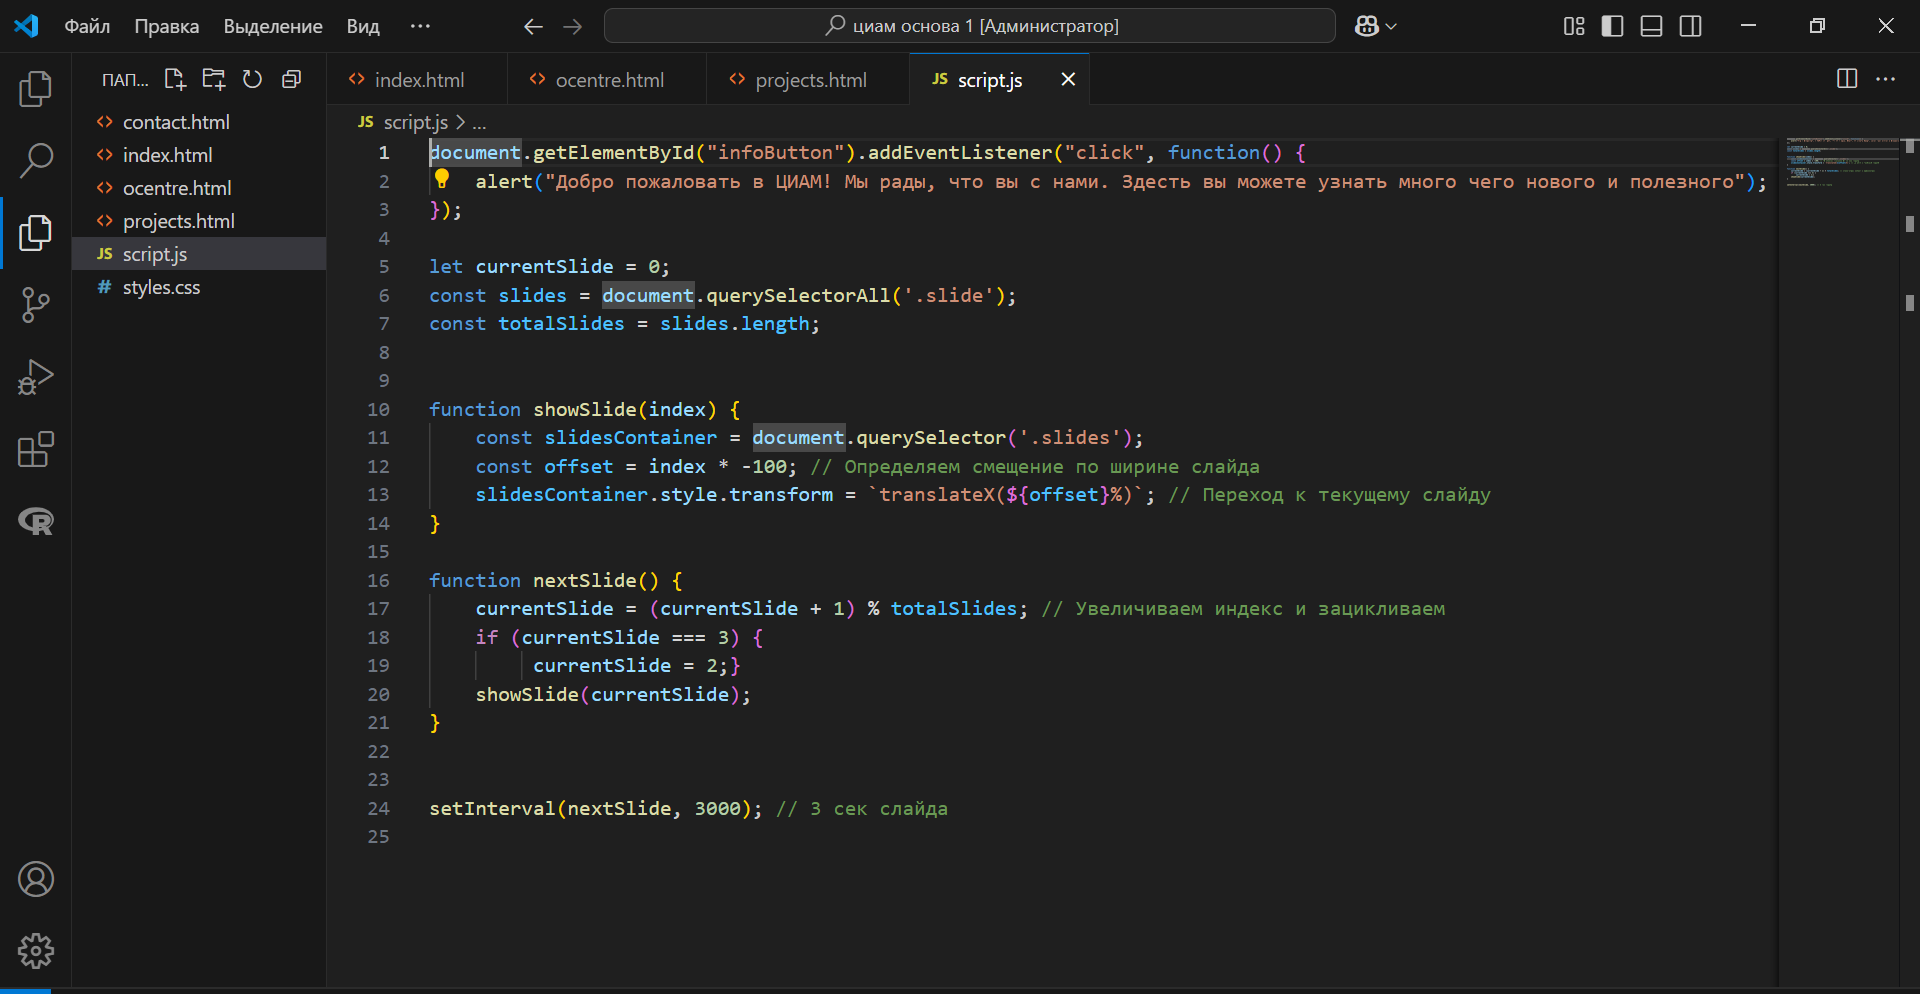 Файл Правка Выделение Вид ··· циам основа 1 [Администратор]
ПАП...
contact.html
index.html
ocentre.html
projects.html
JS script.js
# styles.css
index.html ocentre.html projects.html JS script.js
JS script.js > ...
1 document.getElementById("infoButton").addEventListener("click", function() {
2 alert("Добро пожаловать в ЦИАМ! Мы рады, что вы с нами. Здесть вы можете узнать много чего нового и полезного");
3 });
4
5 let currentSlide = 0;
6 const slides = document.querySelectorAll('.slide');
7 const totalSlides = slides.length;
8
9
10 function showSlide(index) {
11 const slidesContainer = document.querySelector('.slides');
12 const offset = index * -100; // Определяем смещение по ширине слайда
13 slidesContainer.style.transform = `translateX(${offset}%)`; // Переход к текущему слайду
14 }
15
16 function nextSlide() {
17 currentSlide = (currentSlide + 1) % totalSlides; // Увеличиваем индекс и зацикливаем
18 if (currentSlide === 3) {
19 currentSlide = 2;}
20 showSlide(currentSlide);
21 }
22
23
24 setInterval(nextSlide, 3000); // 3 сек слайда
25